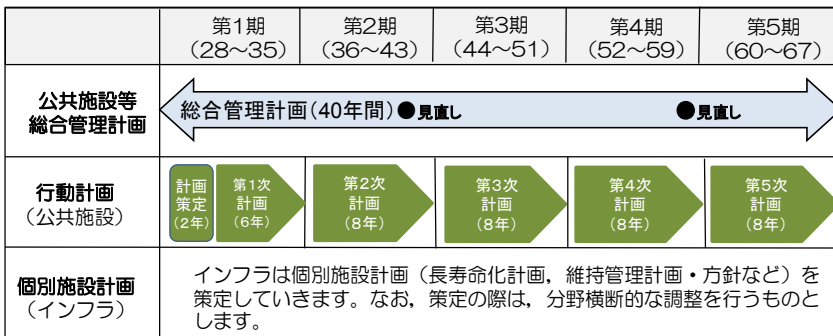 第1期 第2期 第3期 第4期 第5期
(28~35) (36~43) (44~51) (52~59) (60~67)
公共施設等
総合管理計画
総合管理計画(40年間)●見直し ●見直し
行動計画
(公共施設)
計画
策定
(2年)
第1次
計画
(6年)
第2次
計画
(8年)
第3次
計画
(8年)
第4次
計画
(8年)
第5次
計画
(8年)
個別施設計画
(インフラ)
インフラは個別施設計画(長寿命化計画,維持管理計画・方針など)を
策定していきます。なお,策定の際は,分野横断的な調整を行うものと
します。